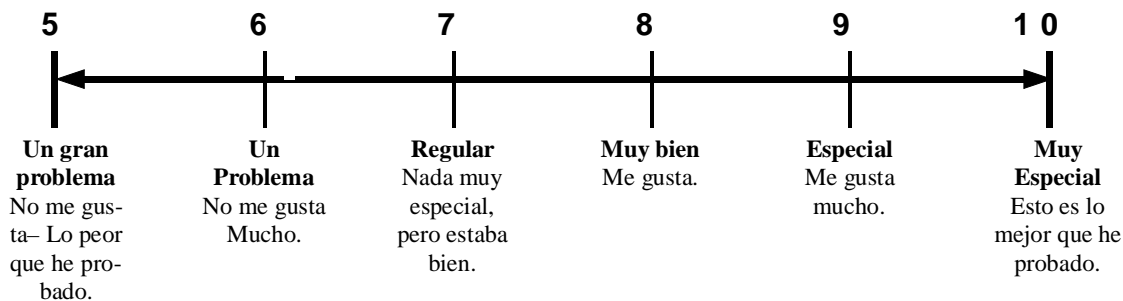 5 6 7 8 9 1 0
Un gran
problema
No me gus-
ta– Lo peor
que he pro-
bado.
Un
Problema
No me gusta
Mucho.
Regular
Nada muy
especial,
pero estaba
bien.
Muy bien
Me gusta.
Especial
Me gusta
mucho.
Muy
Especial
Esto es lo
mejor que he
probado.